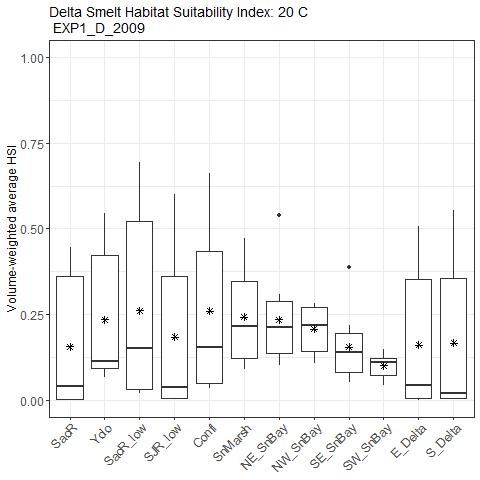 Delta Smelt Habitat Suitability Index: 20 C
EXP1_D_2009
Volume-weighted average HSI
1.00
0.75
0.50
0.25
0.00
SacR
Yolo
SacR_low
SJR_low
Confl
SnMarsh
NE_SnBay
NW_SnBay
SE_SnBay
SW_SnBay
E_Delta
S_Delta